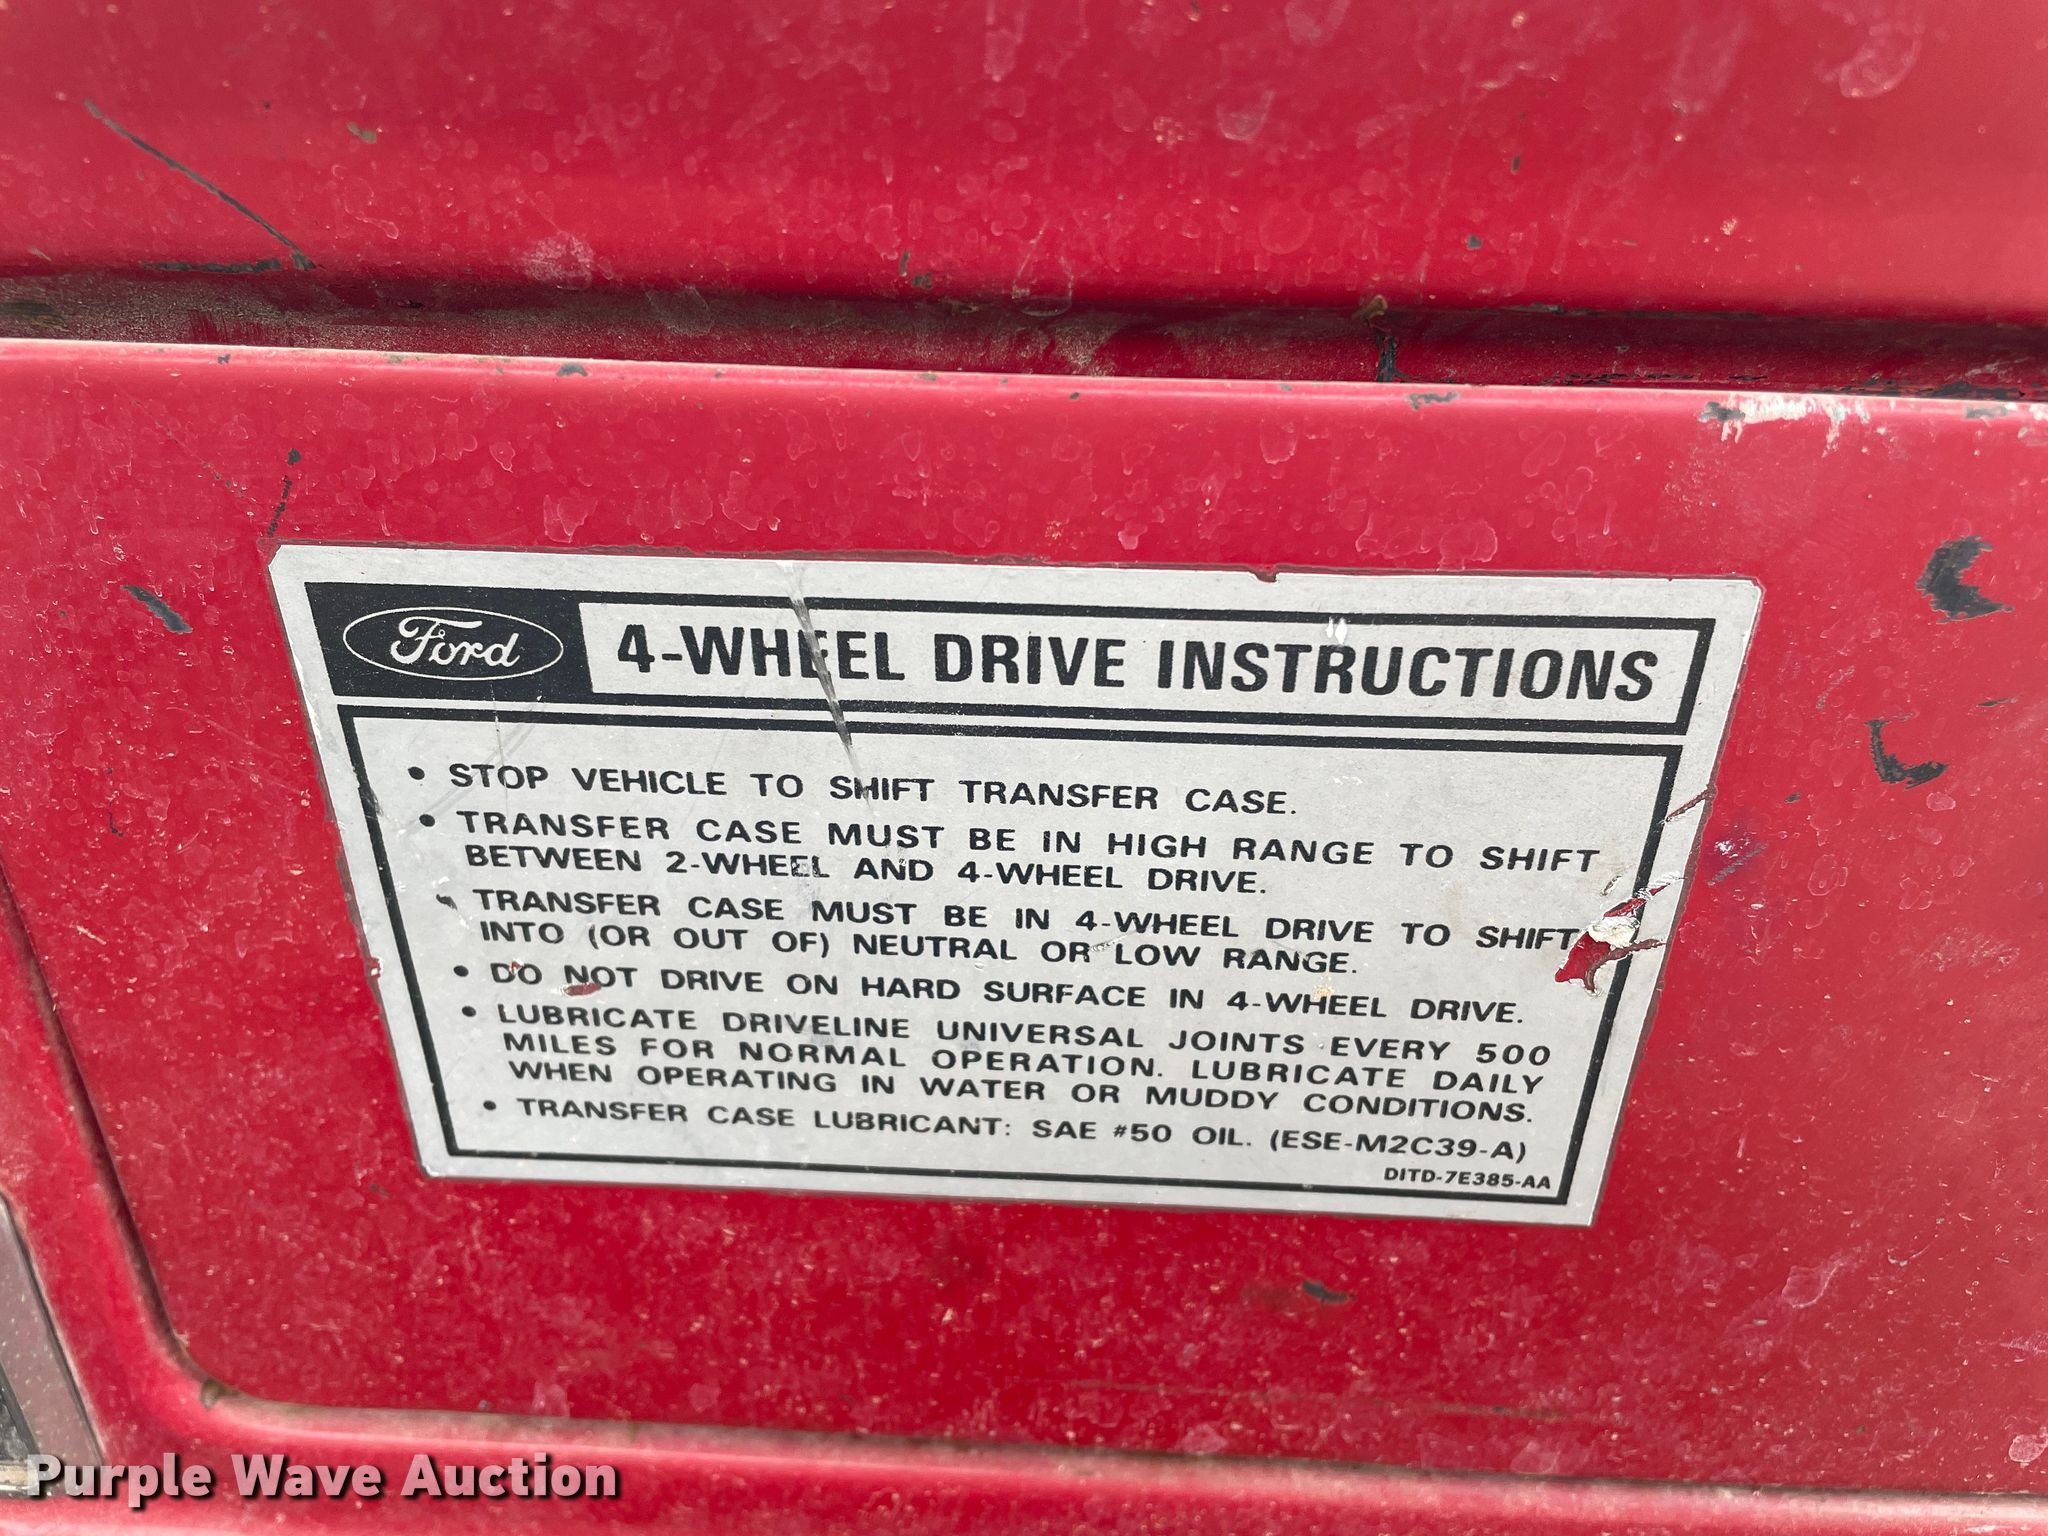 Ford
4-WHEEL DRIVE INSTRUCTIONS
• STOP VEHICLE TO SHIFT TRANSFER CASE.
• TRANSFER CASE MUST BE IN HIGH RANGE TO SHIFT
BETWEEN 2-WHEEL AND 4-WHEEL DRIVE.
• TRANSFER CASE MUST BE IN 4-WHEEL DRIVE TO SHIFT
INTO (OR OUT OF) NEUTRAL OR LOW RANGE.
• DO NOT DRIVE ON HARD SURFACE IN 4-WHEEL DRIVE.
• LUBRICATE DRIVELINE UNIVERSAL JOINTS EVERY 500
MILES FOR NORMAL OPERATION. LUBRICATE DAILY
WHEN OPERATING IN WATER OR MUDDY CONDITIONS.
• TRANSFER CASE LUBRICANT: SAE #50 OIL. (ESE-M2C39-A)
DITD-7E385-AA
Purple Wave Auction